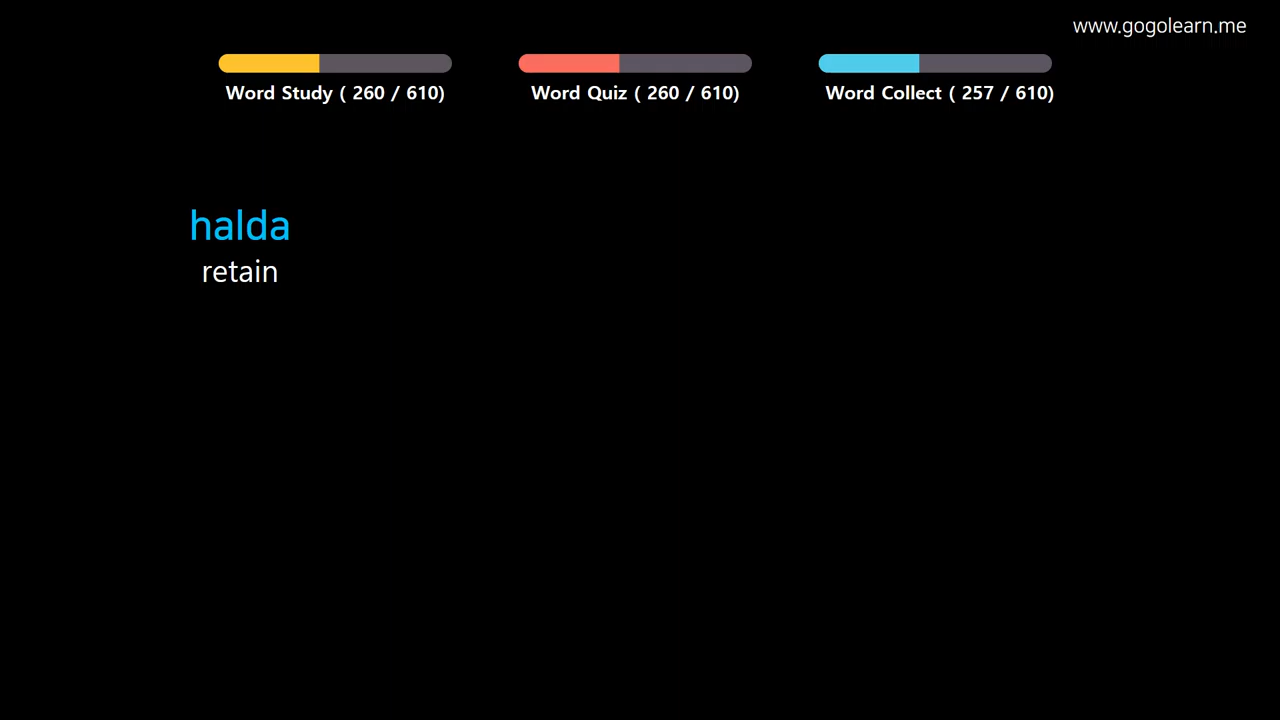 www.gogolearn.me
Word Study ( 260 / 610)
Word Quiz ( 260 / 610)
Word Collect ( 257 / 610)
halda
retain